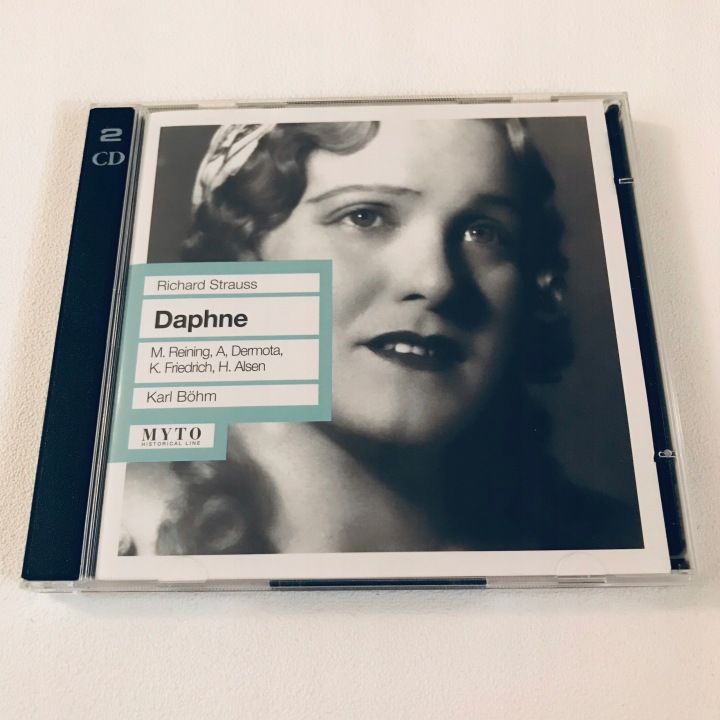 2
CD
Richard Strauss
Daphne
M. Reining, A, Dermota,
K. Friedrich, H. Alsen
Karl Böhm
MYTO
HISTORICAL LINE